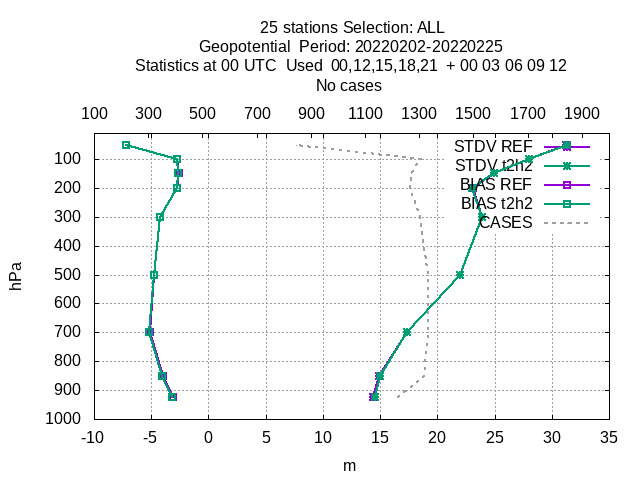 25 stations Selection: ALL
Geopotential  Period: 20220202-20220225
Statistics at 00 UTC  Used  00,12,15,18,21  + 00 03 06 09 12
No cases
100 300 500 700 900 1100 1300 1500 1700 1900
STDV REF
STDV t2h2
BIAS REF
BIAS t2h2
CASES
100
200
300
400
500
600
700
800
900
1000
hPa
-10 -5 0 5 10 15 20 25 30 35
m